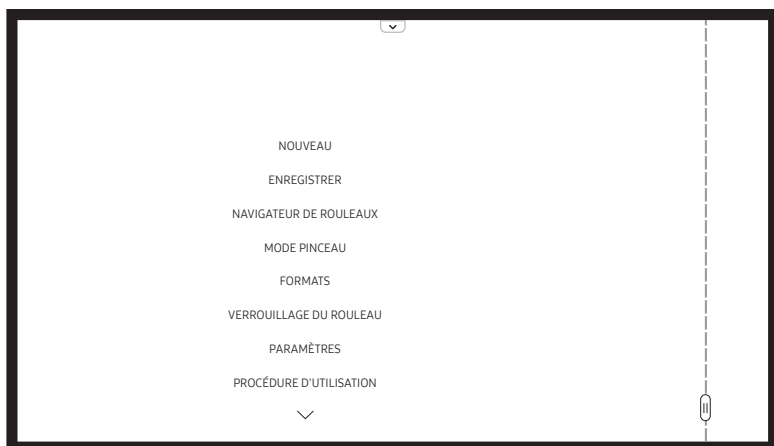 NOUVEAU
ENREGISTRER
NAVIGATEUR DE ROULEAUX
MODE PINCEAU
FORMATS
VERROUILLAGE DU ROULEAU
PARAMÈTRES
PROCÉDURE D'UTILISATION